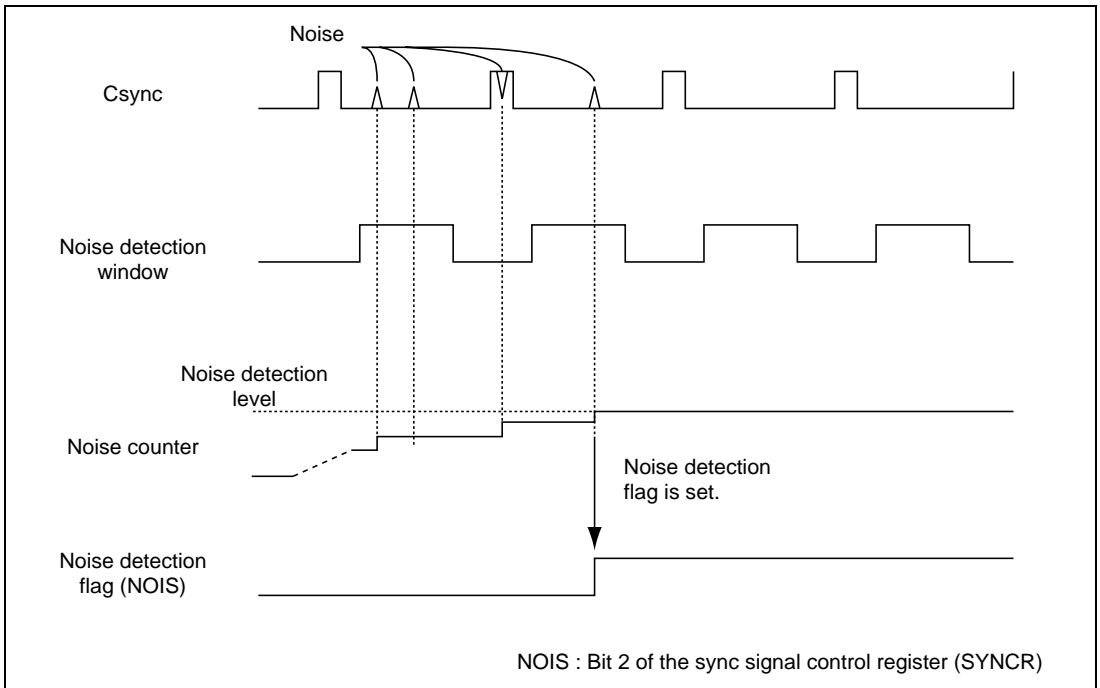 Noise
Csync
Noise detection
window
Noise detection
level
Noise counter
Noise detection
flag is set.
Noise detection
flag (NOIS)
NOIS : Bit 2 of the sync signal control register (SYNCR)